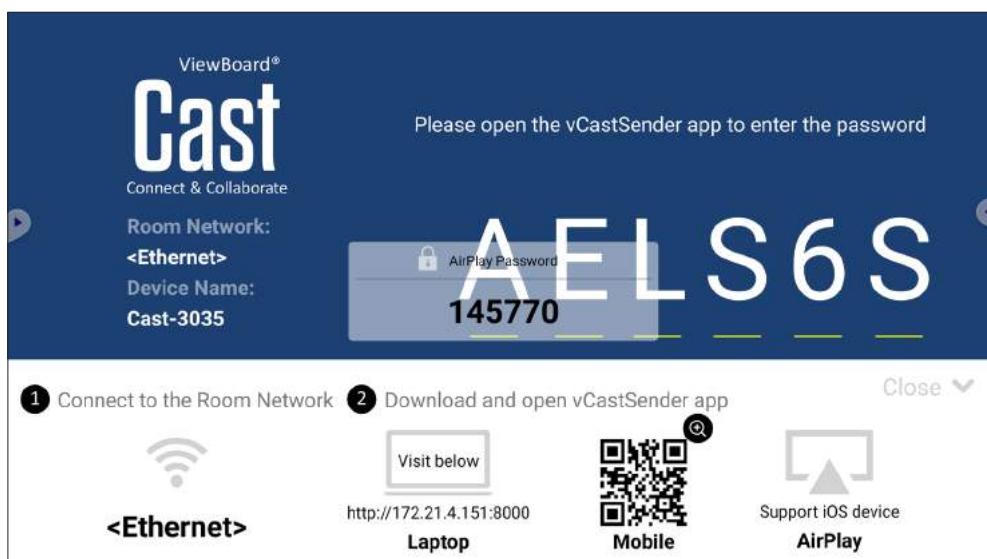 ViewBoard®
Cast
Connect & Collaborate
Please open the vCastSender app to enter the password
Room Network:
<Ethernet>
Device Name:
Cast-3035
AELS6S
AirPlay Password
145770
Close
1 Connect to the Room Network
2 Download and open vCastSender app
<Ethernet>
Visit below
http://172.21.4.151:8000
Laptop
Mobile
Support iOS device
AirPlay